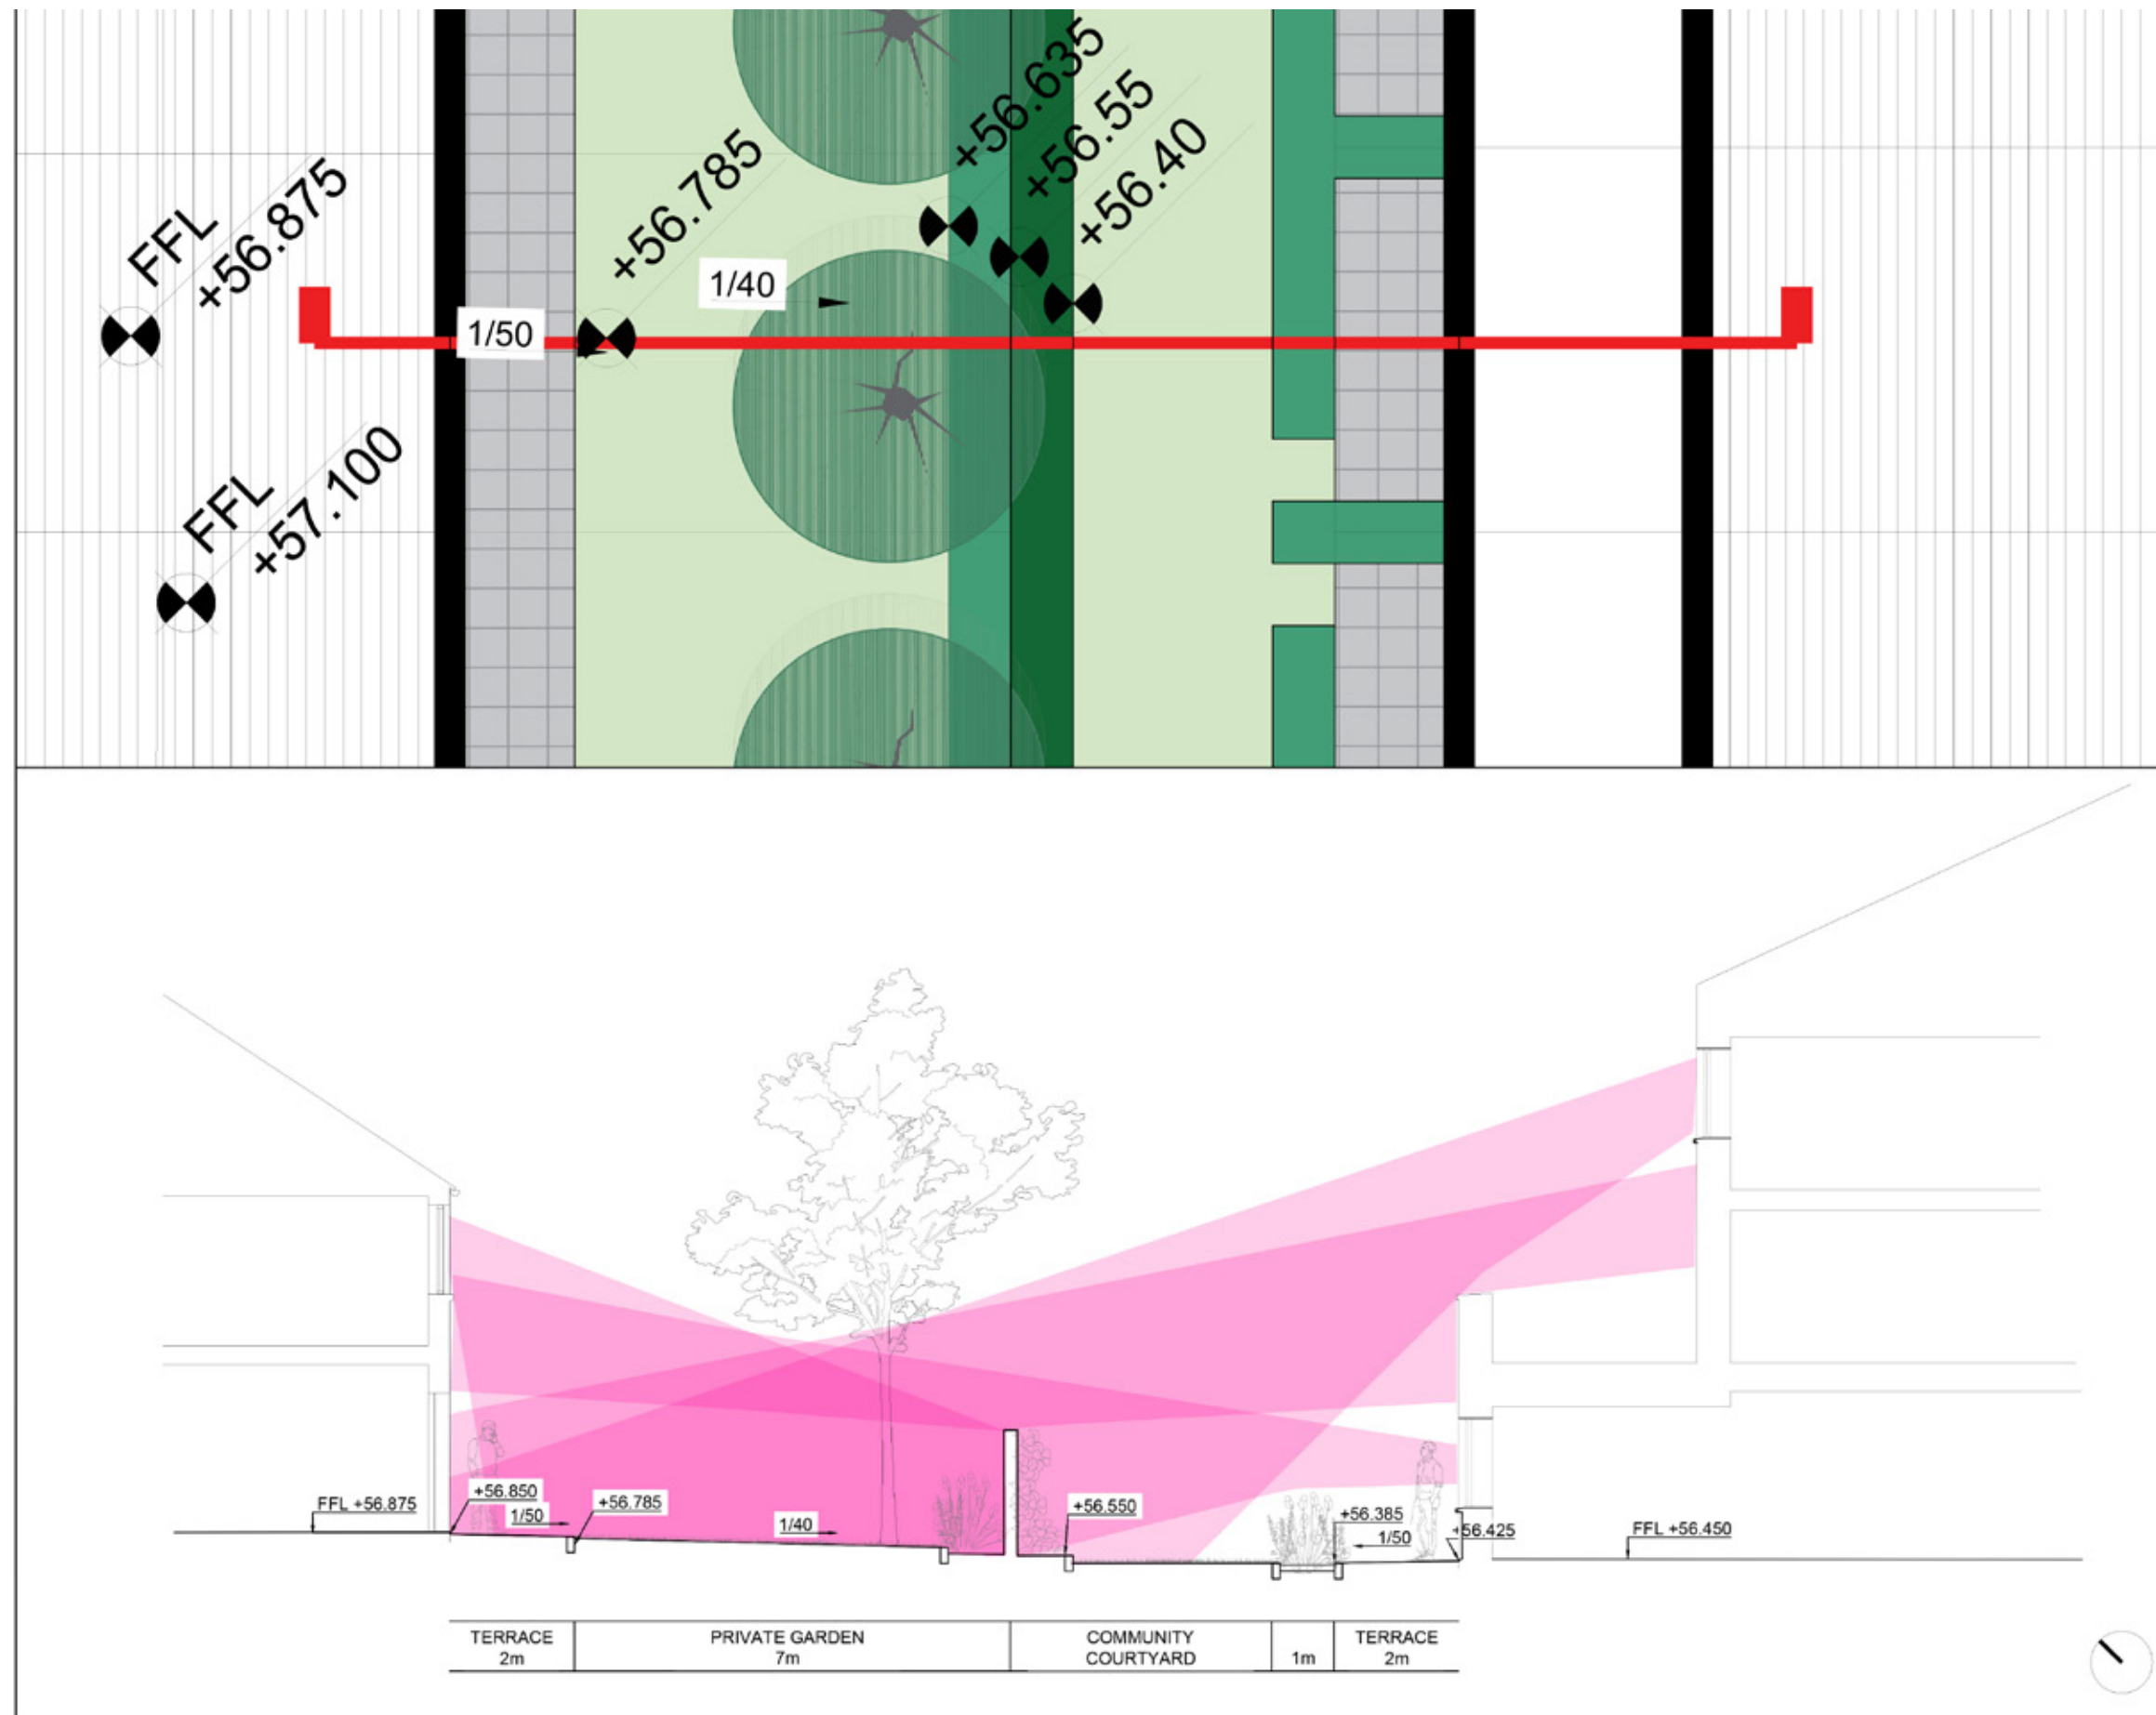 FFL
+56.875
+56.785
+56.635
+56.55
+56.40
1/40
1/50
FFL
+57.100
FFL +56.875
+56.850
1/50
+56.785
1/40
+56.550
+56.385
1/50
+56.425
FFL +56.450
TERRACE
2m
PRIVATE GARDEN
7m
COMMUNITY
COURTYARD
1m
TERRACE
2m